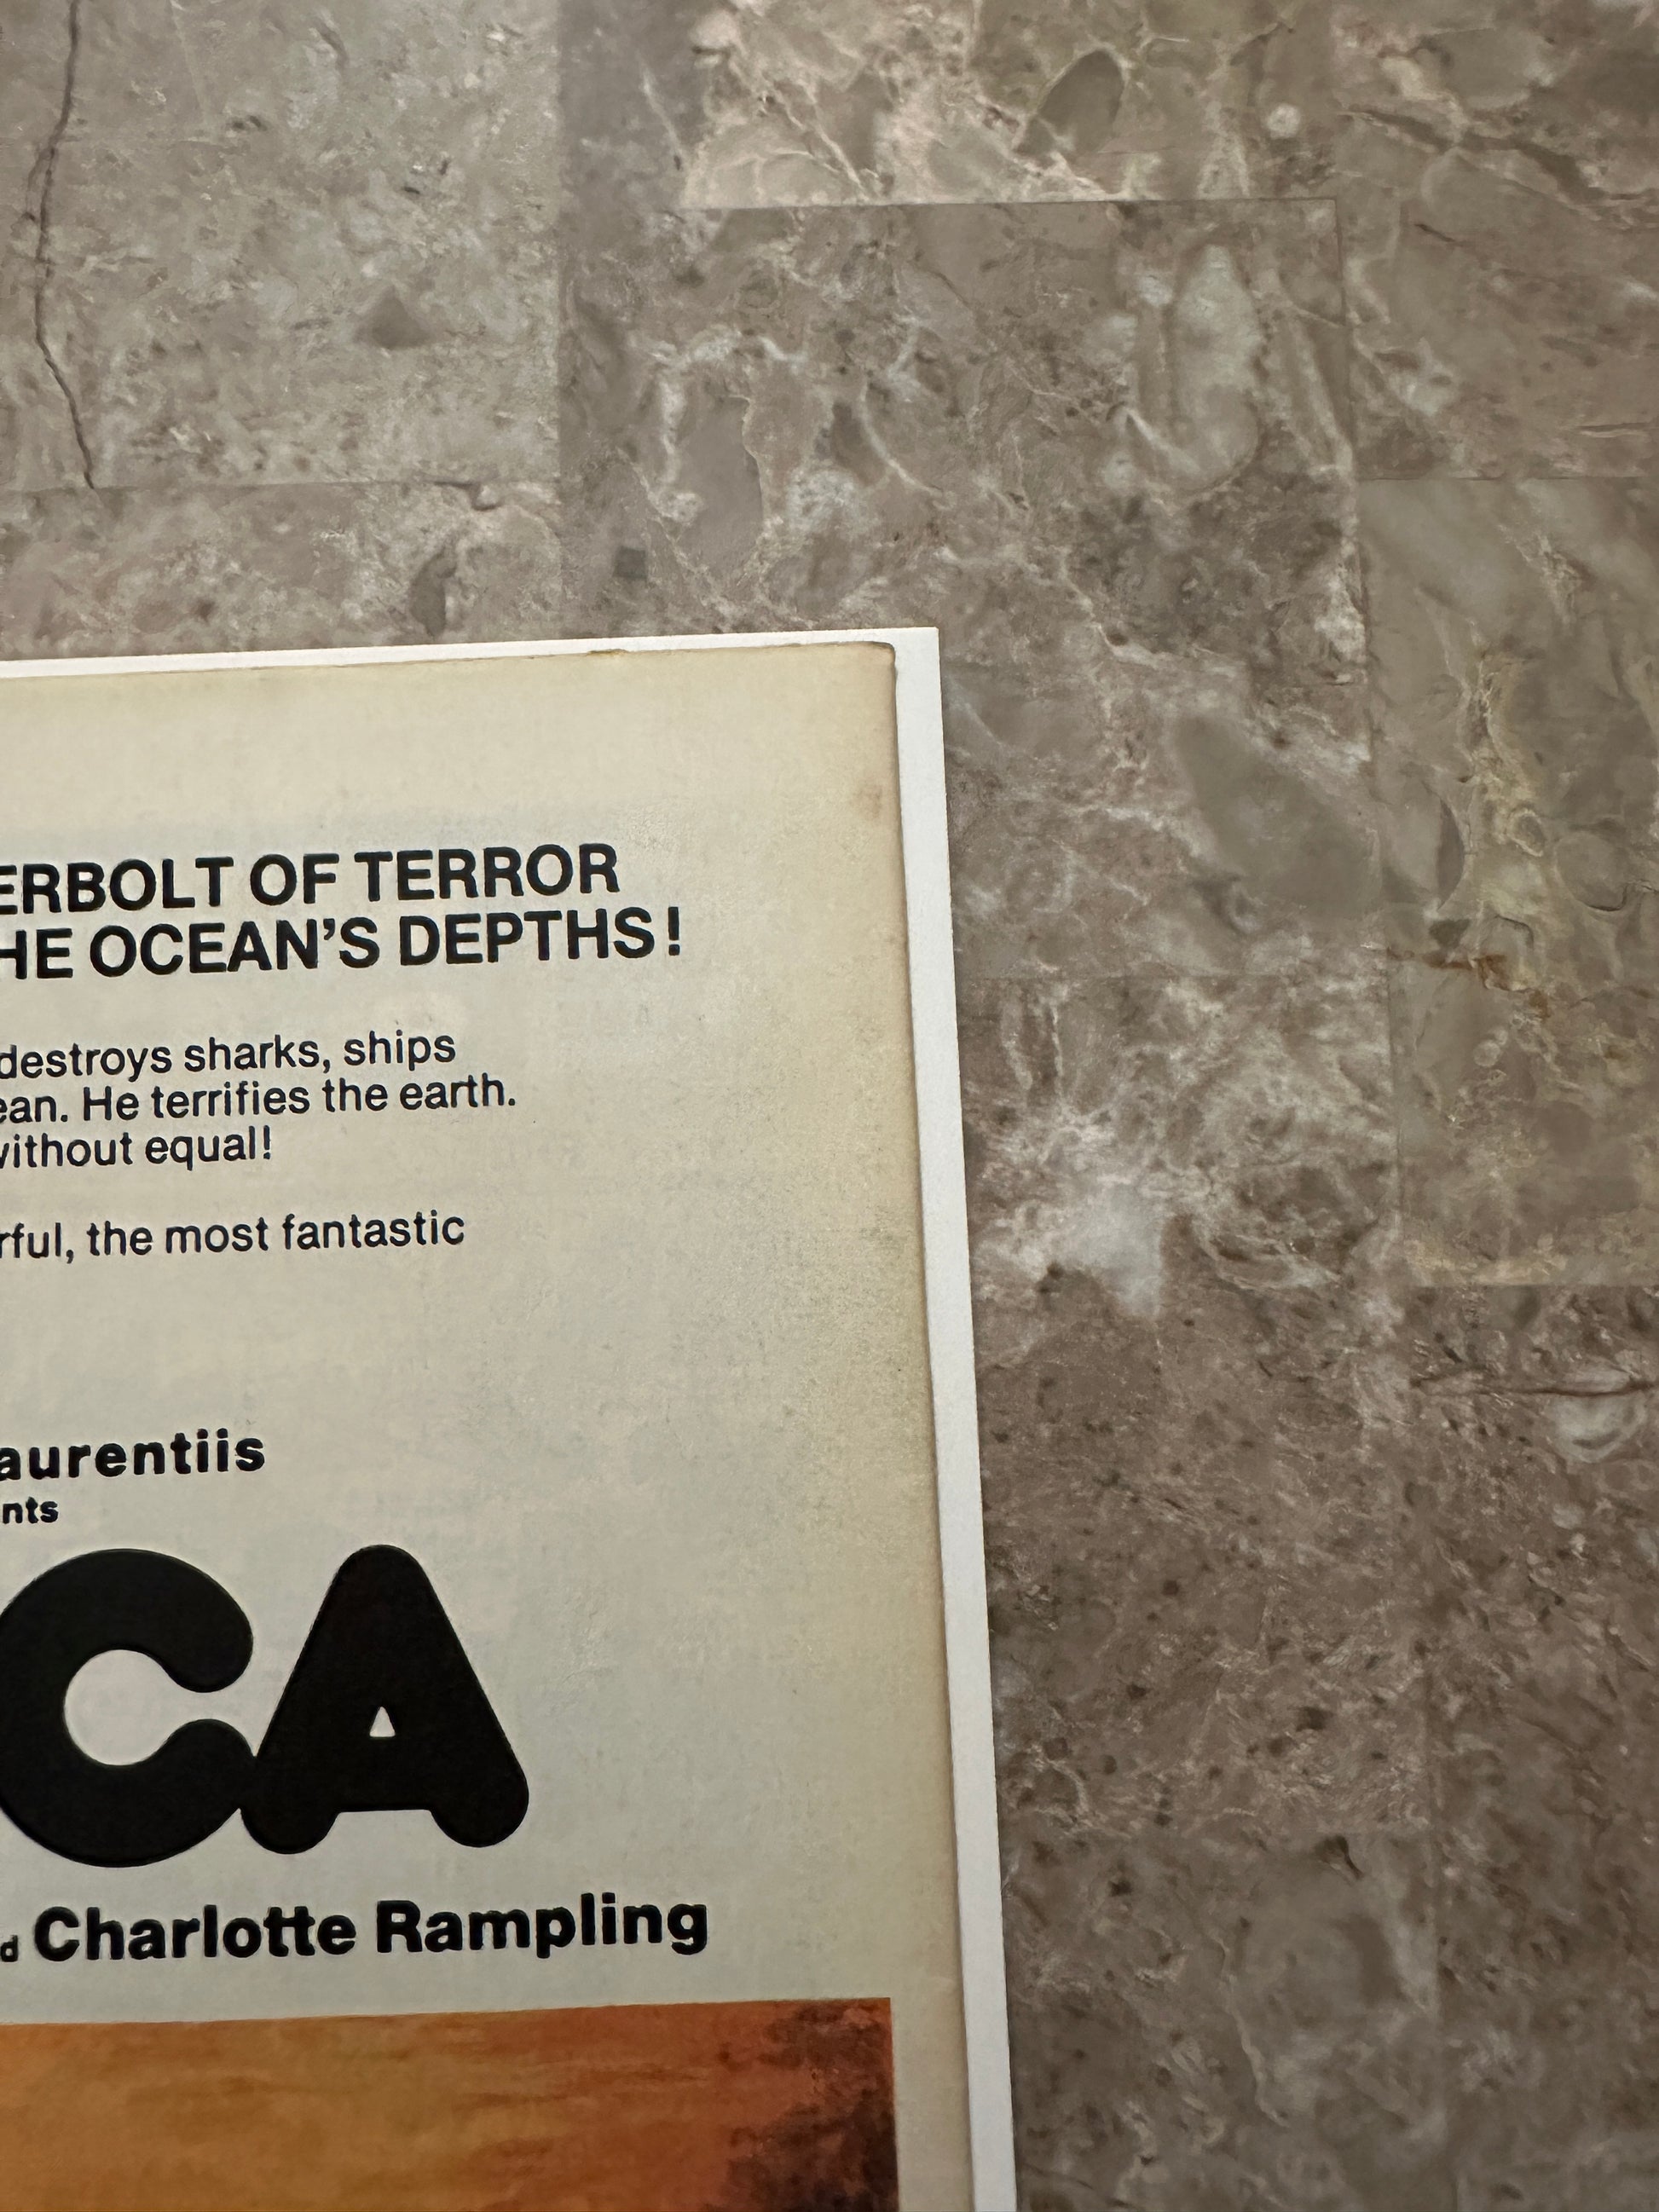 ERBOLT OF TERROR
HE OCEAN'S DEPTHS!
destroys sharks, ships
ean. He terrifies the earth.
without equal!
rful, the most fantastic
aurentiis
nts
CA
d Charlotte Rampling